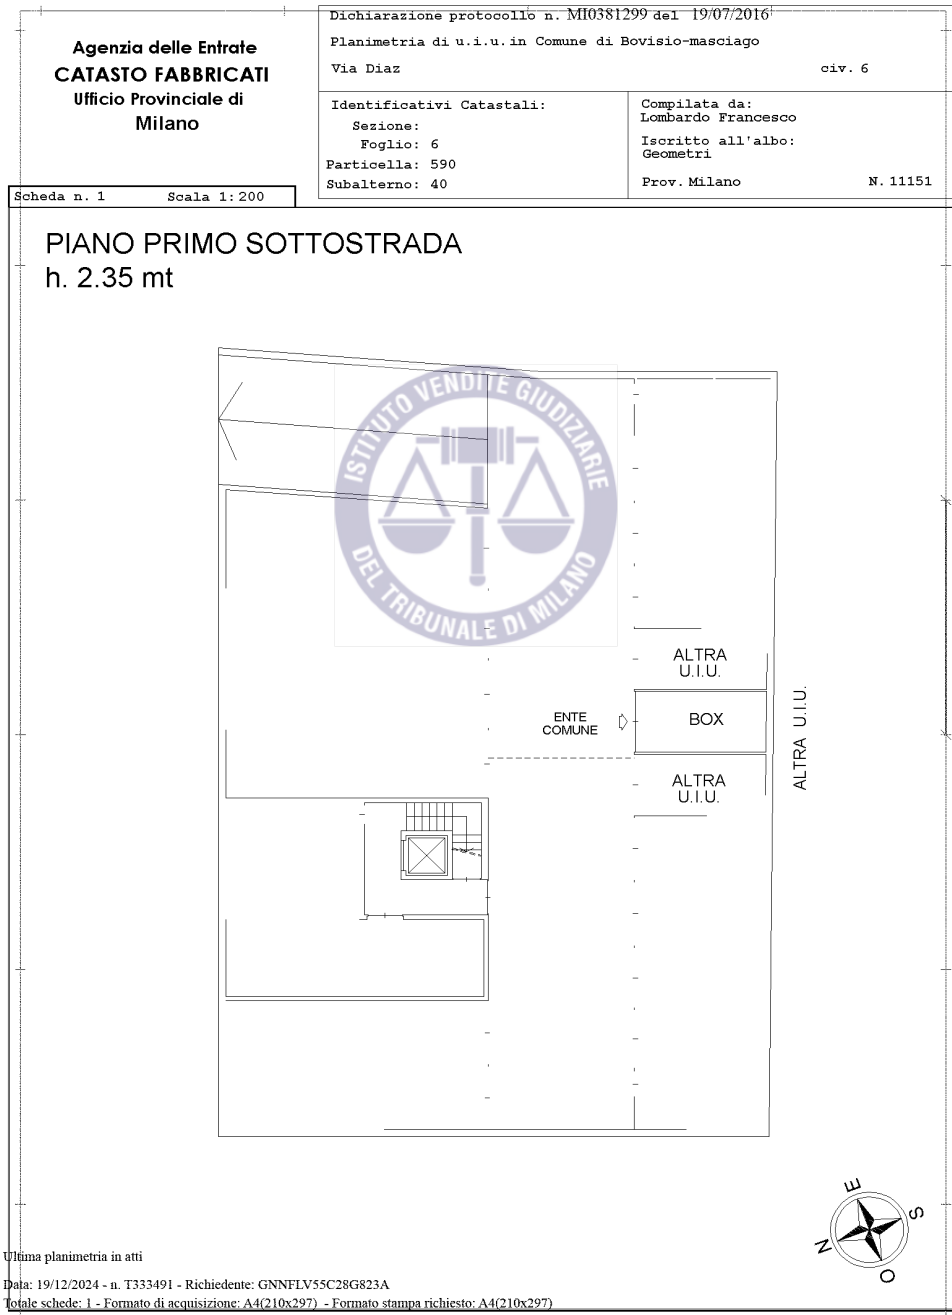 Agenzia delle Entrate
CATASTO FABBRICATI
Ufficio Provinciale di
Milano
Dichiarazione protocollo n. MI0381299 del 19/07/2016
Planimetria di u.i.u. in Comune di Bovisio-masciago
Via Diaz civ. 6
Identificativi Catastali:
Sezione:
Foglio: 6
Particella: 590
Subalterno: 40
Compilata da:
Lombardo Francesco
Iscritto all'albo:
Geometri
Prov. Milano N. 11151
Scheda n. 1 Scala 1:200
PIANO PRIMO SOTTOSTRADA
h. 2.35 mt
ISTITUTO VENDITE GIUDIZIARIE
DEL TRIBUNALE DI MILANO
ALTRA
U.I.U.
ENTE
COMUNE
BOX
ALTRA U.I.U.
ALTRA
U.I.U.
E
S
N
O
Ultima planimetria in atti
Data: 19/12/2024 - n. T333491 - Richiedente: GNNFLV55C28G823A
Totale schede: 1 - Formato di acquisizione: A4(210x297) - Formato stampa richiesto: A4(210x297)